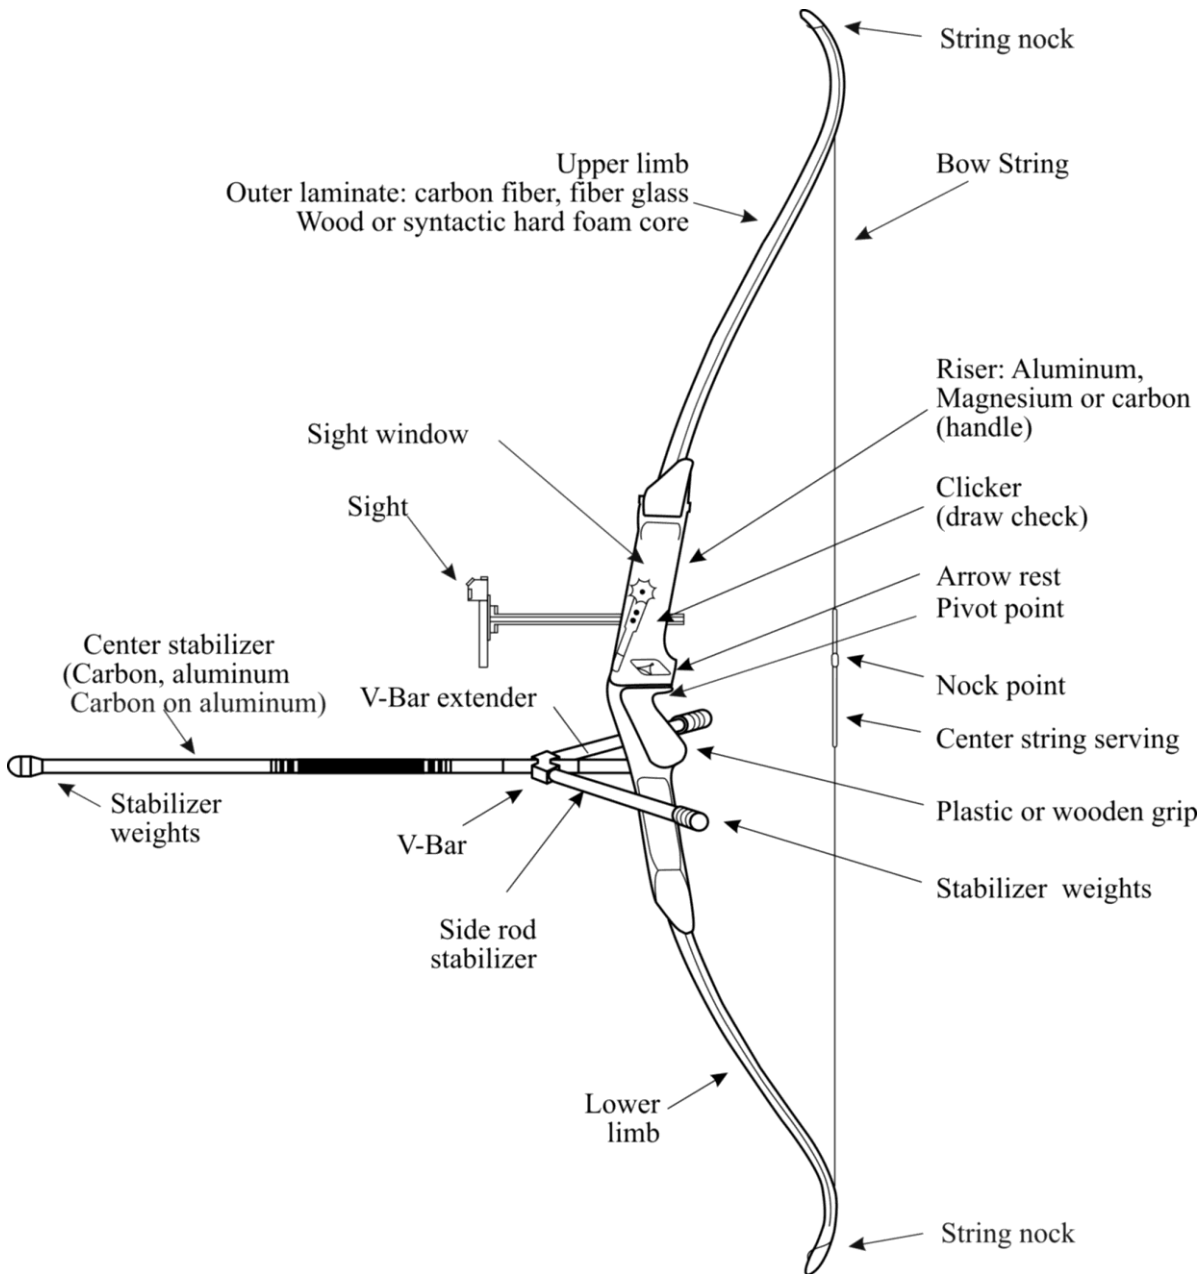 String nock
Upper limb
Outer laminate: carbon fiber, fiber glass
Wood or syntactic hard foam core
Bow String
Riser: Aluminum,
Magnesium or carbon
(handle)
Sight window
Clicker
(draw check)
Sight
Arrow rest
Pivot point
Center stabilizer
(Carbon, aluminum
Carbon on aluminum)
V-Bar extender
Nock point
Center string serving
Stabilizer
weights
Plastic or wooden grip
V-Bar
Stabilizer weights
Side rod
stabilizer
Lower
limb
String nock